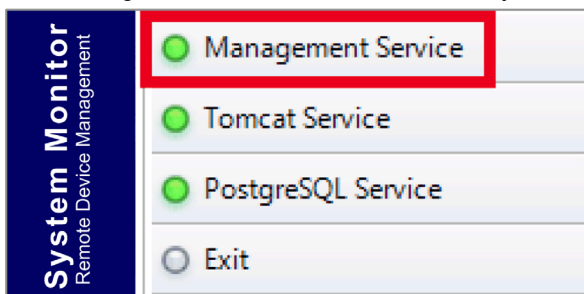 System Monitor
Remote Device Management
Management Service
Tomcat Service
PostgreSQL Service
Exit